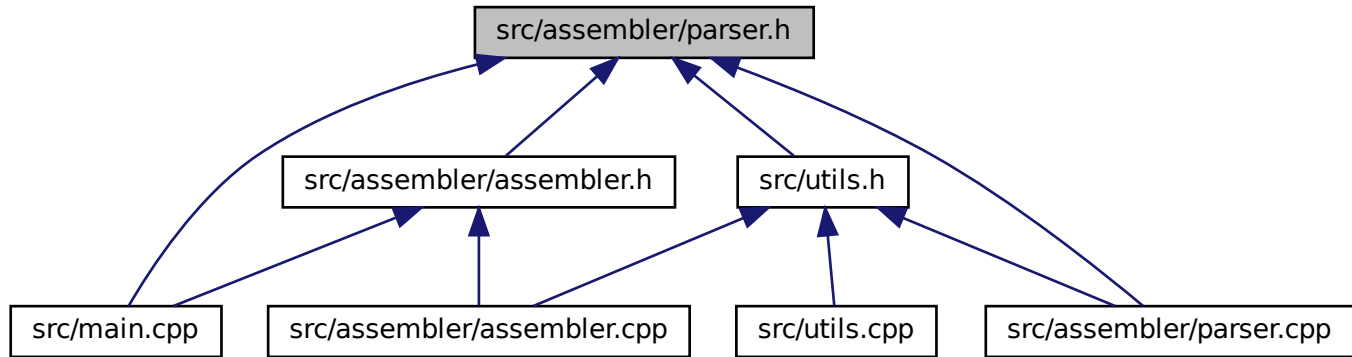 src/assembler/parser.h
src/assembler/assembler.h
src/utils.h
src/main.cpp
src/assembler/assembler.cpp
src/utils.cpp
src/assembler/parser.cpp